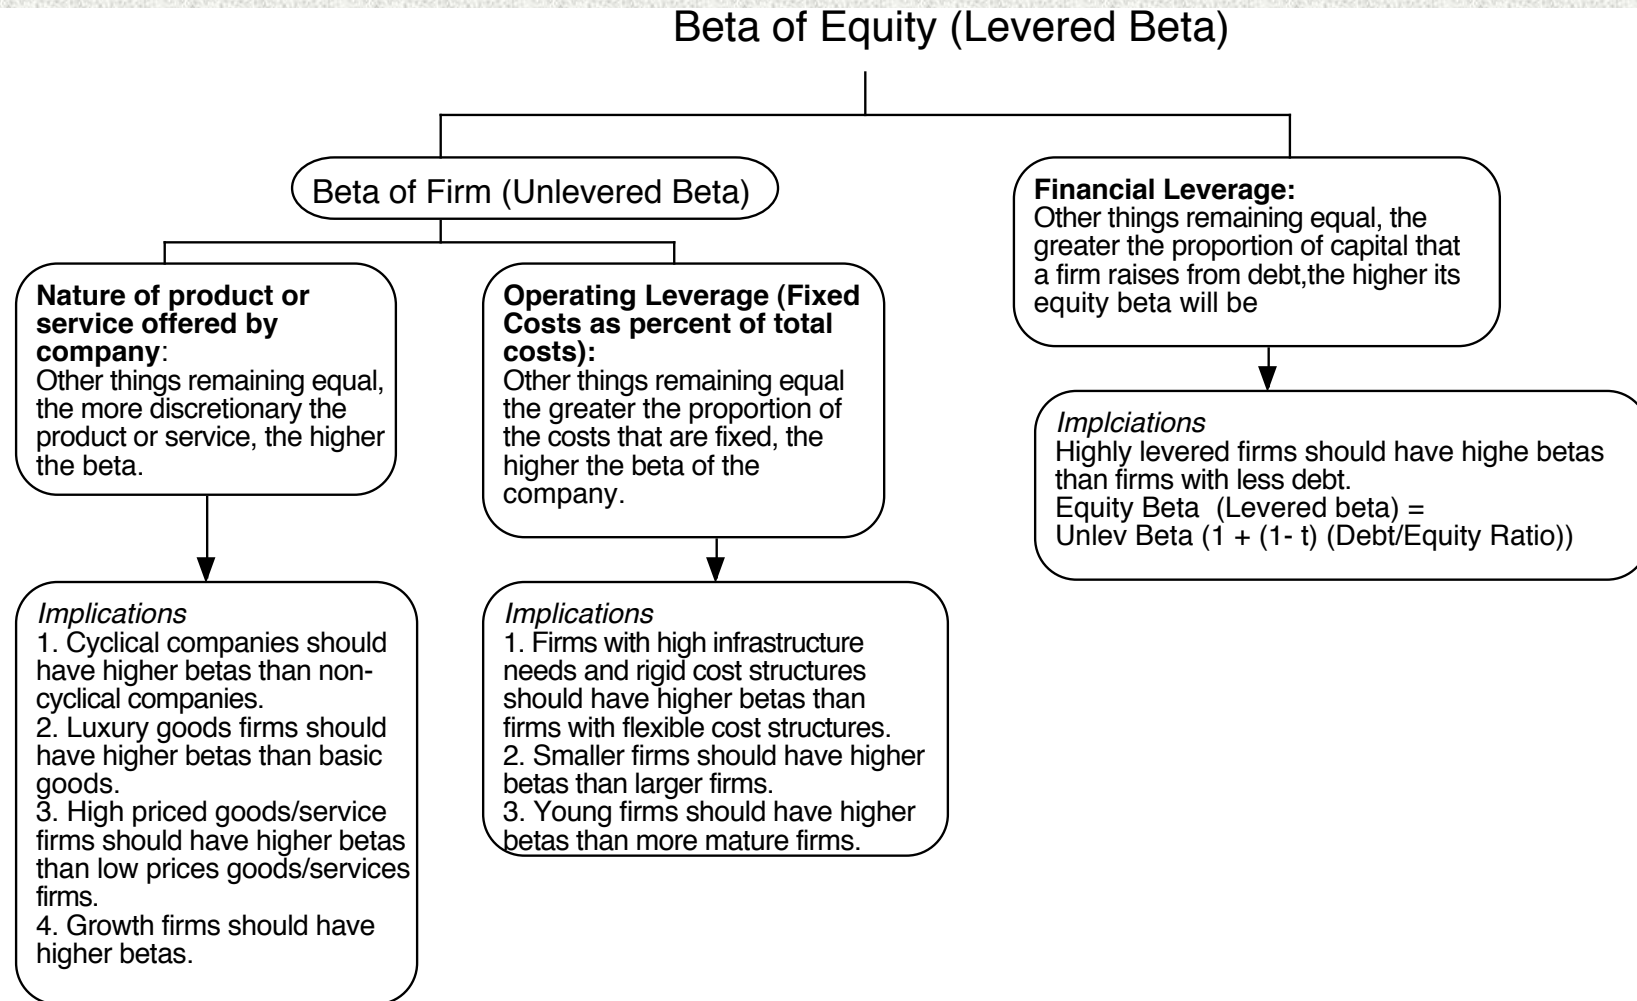 Beta of Equity (Levered Beta)
Beta of Firm (Unlevered Beta)
Nature of product or
service offered by
company:
Other things remaining equal,
the more discretionary the
product or service, the higher
the beta.
Implications
1. Cyclical companies should
have higher betas than non-
cyclical companies.
2. Luxury goods firms should
have higher betas than basic
goods.
3. High priced goods/service
firms should have higher betas
than low prices goods/services
firms.
4. Growth firms should have
higher betas.
Operating Leverage (Fixed
Costs as percent of total
costs):
Other things remaining equal
the greater the proportion of
the costs that are fixed, the
higher the beta of the
company.
Implications
1. Firms with high infrastructure
needs and rigid cost structures
should have higher betas than
firms with flexible cost structures.
2. Smaller firms should have higher
betas than larger firms.
3. Young firms should have higher
betas than more mature firms.
Financial Leverage:
Other things remaining equal, the
greater the proportion of capital that
a firm raises from debt,the higher its
equity beta will be
Implciations
Highly levered firms should have highe betas
than firms with less debt.
Equity Beta (Levered beta) =
Unlev Beta (1 + (1- t) (Debt/Equity Ratio))